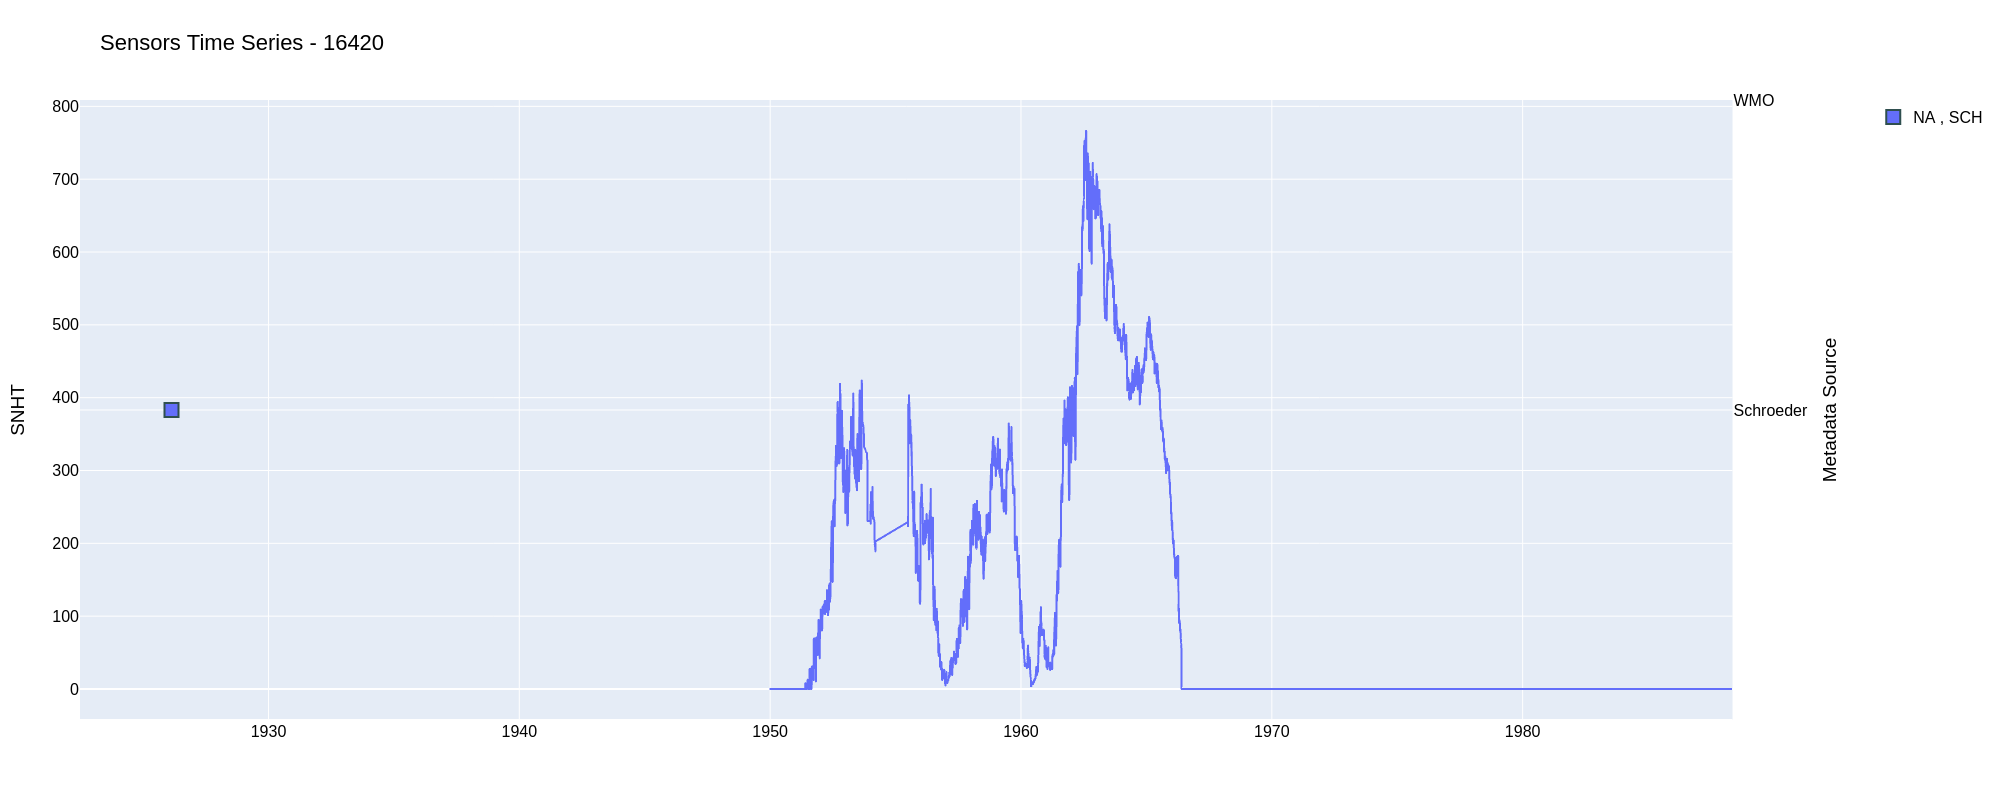 Sensors Time Series - 16420
800
700
600
500
400
300
200
100
0
SNHT
1930
1940
1950
1960
1970
1980
WMO
Schroeder
Metadata Source
NA , SCH